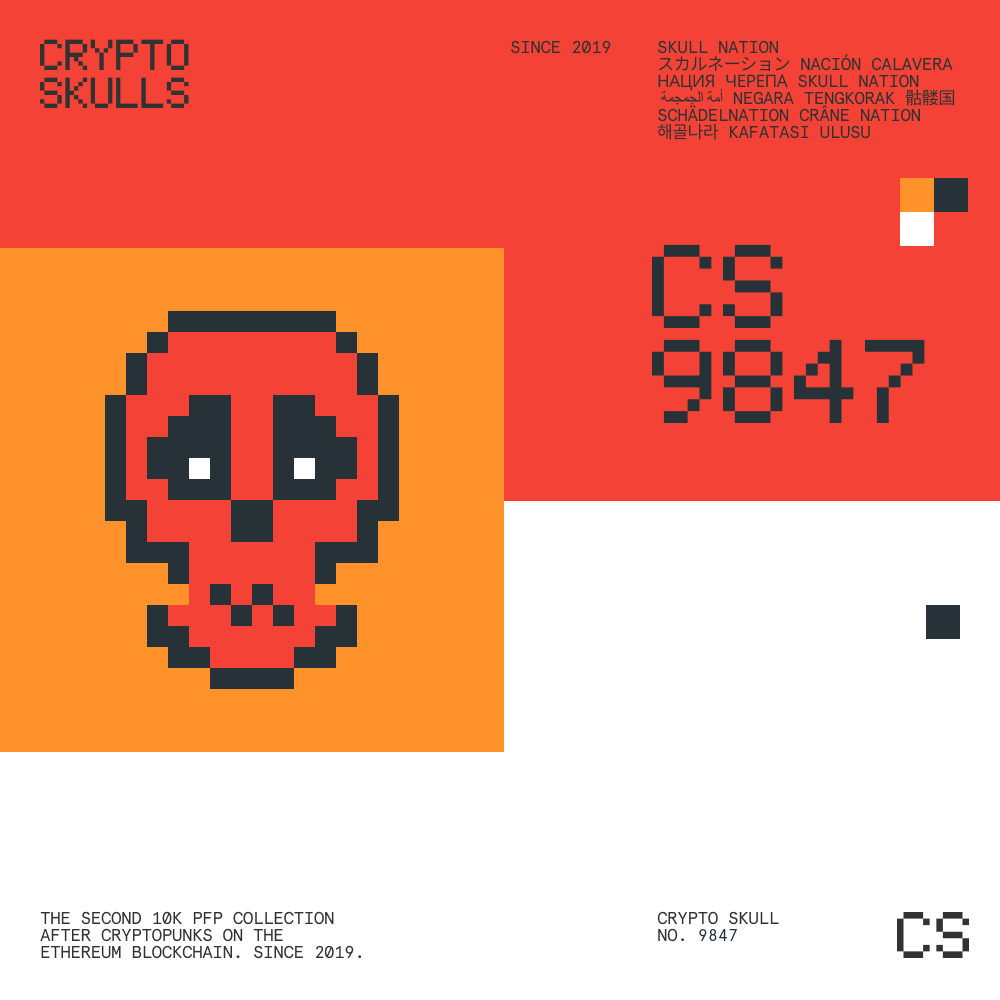 CRYPTO
SKULLS
SINCE 2019
SKULL NATION
スカルネーション NACIÓN CALAVERA
НАЦИЯ ЧЕРЕПА SKULL NATION
أمة الجمجمة NEGARA TENGKORAK 骷髅国
SCHÄDELNATION CRÂNE NATION
해골나라 KAFATASI ULUSU
CS
9847
THE SECOND 10K PFP COLLECTION
AFTER CRYPTOPUNKS ON THE
ETHEREUM BLOCKCHAIN. SINCE 2019.
CRYPTO SKULL
NO. 9847
CS